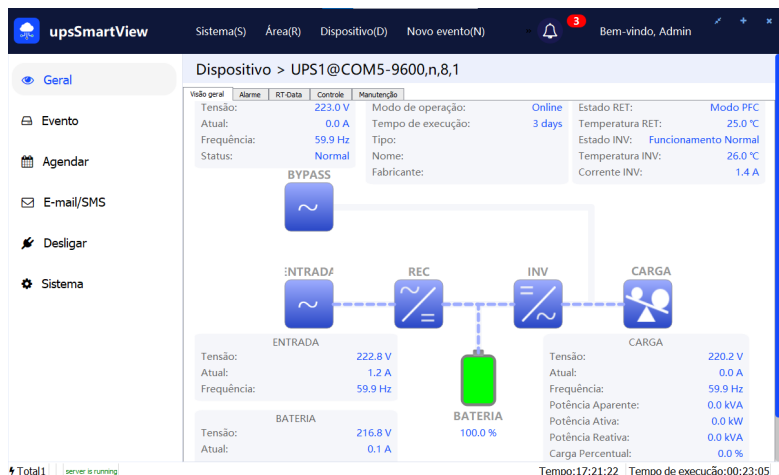 upsSmartView
Sistema(S) Área(R) Dispositivo(D) Novo evento(N) 3 Bem-vindo, Admin
Geral
Evento
Agendar
E-mail/SMS
Desligar
Sistema
Dispositivo > UPS1@COM5-9600,n,8,1
Visão geral Alarme RT-Data Controle Manutenção
Tensão: 223.0 V
Atual: 0.0 A
Frequência: 59.9 Hz
Status: Normal
Modo de operação: Online
Tempo de execução: 3 days
Tipo:
Nome:
Fabricante:
Estado RET: Modo PFC
Temperatura RET: 25.0 ℃
Estado INV: Funcionamento Normal
Temperatura INV: 26.0 ℃
Corrente INV: 1.4 A
BYPASS
ENTRADA REC INV CARGA
ENTRADA
Tensão: 222.8 V
Atual: 1.2 A
Frequência: 59.9 Hz
BATERIA
Tensão: 216.8 V
Atual: 0.1 A
BATERIA
100.0 %
CARGA
Tensão: 220.2 V
Atual: 0.0 A
Frequência: 59.9 Hz
Potência Aparente: 0.0 kVA
Potência Ativa: 0.0 kW
Potência Reativa: 0.0 kVA
Carga Percentual: 0.0 %
Total1 server is running Tempo:17:21:22 Tempo de execução:00:23:05